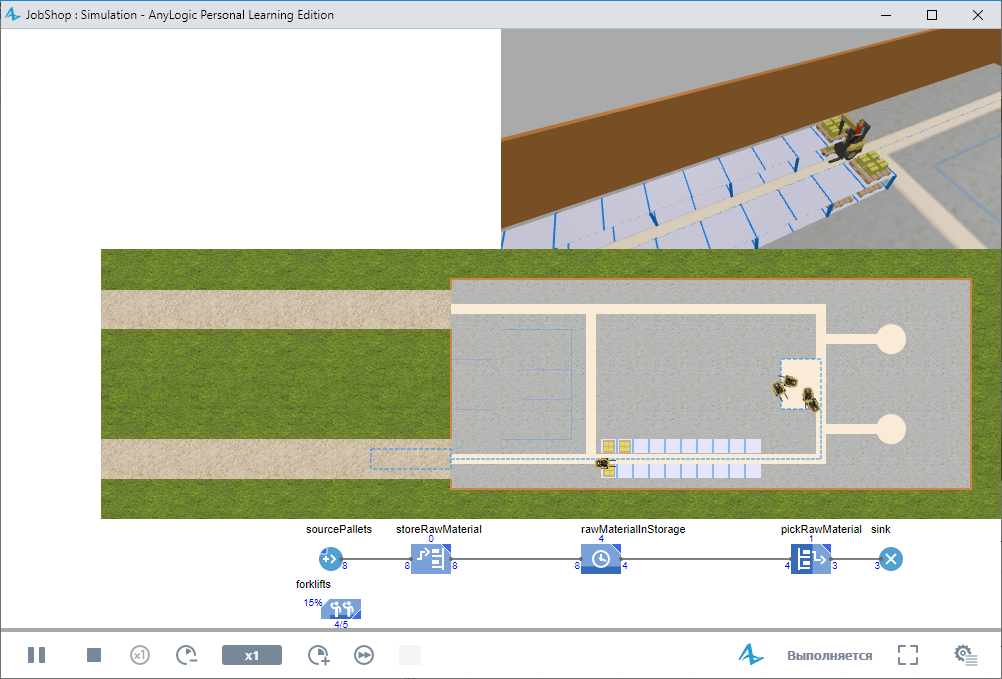 JobShop : Simulation - AnyLogic Personal Learning Edition
sourcePallets storeRawMaterial rawMaterialInStorage pickRawMaterial sink
0 4 1
8 8 8 8 4 4 3 3
forklifts
15%
4/5
x1 x1 Выполняется